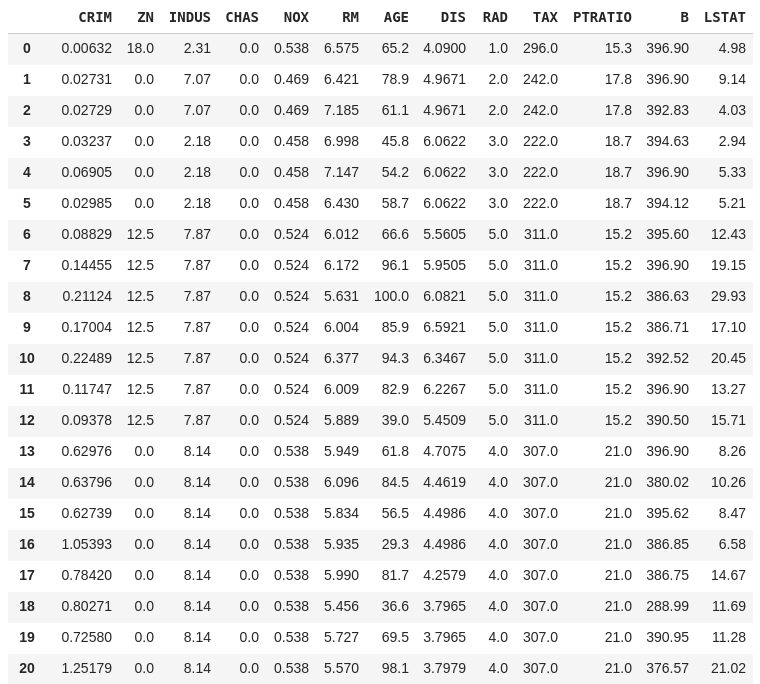 CRIM ZN INDUS CHAS NOX RM AGE DIS RAD TAX PTRATIO B LSTAT
0 0.00632 18.0 2.31 0.0 0.538 6.575 65.2 4.0900 1.0 296.0 15.3 396.90 4.98
1 0.02731 0.0 7.07 0.0 0.469 6.421 78.9 4.9671 2.0 242.0 17.8 396.90 9.14
2 0.02729 0.0 7.07 0.0 0.469 7.185 61.1 4.9671 2.0 242.0 17.8 392.83 4.03
3 0.03237 0.0 2.18 0.0 0.458 6.998 45.8 6.0622 3.0 222.0 18.7 394.63 2.94
4 0.06905 0.0 2.18 0.0 0.458 7.147 54.2 6.0622 3.0 222.0 18.7 396.90 5.33
5 0.02985 0.0 2.18 0.0 0.458 6.430 58.7 6.0622 3.0 222.0 18.7 394.12 5.21
6 0.08829 12.5 7.87 0.0 0.524 6.012 66.6 5.5605 5.0 311.0 15.2 395.60 12.43
7 0.14455 12.5 7.87 0.0 0.524 6.172 96.1 5.9505 5.0 311.0 15.2 396.90 19.15
8 0.21124 12.5 7.87 0.0 0.524 5.631 100.0 6.0821 5.0 311.0 15.2 386.63 29.93
9 0.17004 12.5 7.87 0.0 0.524 6.004 85.9 6.5921 5.0 311.0 15.2 386.71 17.10
10 0.22489 12.5 7.87 0.0 0.524 6.377 94.3 6.3467 5.0 311.0 15.2 392.52 20.45
11 0.11747 12.5 7.87 0.0 0.524 6.009 82.9 6.2267 5.0 311.0 15.2 396.90 13.27
12 0.09378 12.5 7.87 0.0 0.524 5.889 39.0 5.4509 5.0 311.0 15.2 390.50 15.71
13 0.62976 0.0 8.14 0.0 0.538 5.949 61.8 4.7075 4.0 307.0 21.0 396.90 8.26
14 0.63796 0.0 8.14 0.0 0.538 6.096 84.5 4.4619 4.0 307.0 21.0 380.02 10.26
15 0.62739 0.0 8.14 0.0 0.538 5.834 56.5 4.4986 4.0 307.0 21.0 395.62 8.47
16 1.05393 0.0 8.14 0.0 0.538 5.935 29.3 4.4986 4.0 307.0 21.0 386.85 6.58
17 0.78420 0.0 8.14 0.0 0.538 5.990 81.7 4.2579 4.0 307.0 21.0 386.75 14.67
18 0.80271 0.0 8.14 0.0 0.538 5.456 36.6 3.7965 4.0 307.0 21.0 288.99 11.69
19 0.72580 0.0 8.14 0.0 0.538 5.727 69.5 3.7965 4.0 307.0 21.0 390.95 11.28
20 1.25179 0.0 8.14 0.0 0.538 5.570 98.1 3.7979 4.0 307.0 21.0 376.57 21.02